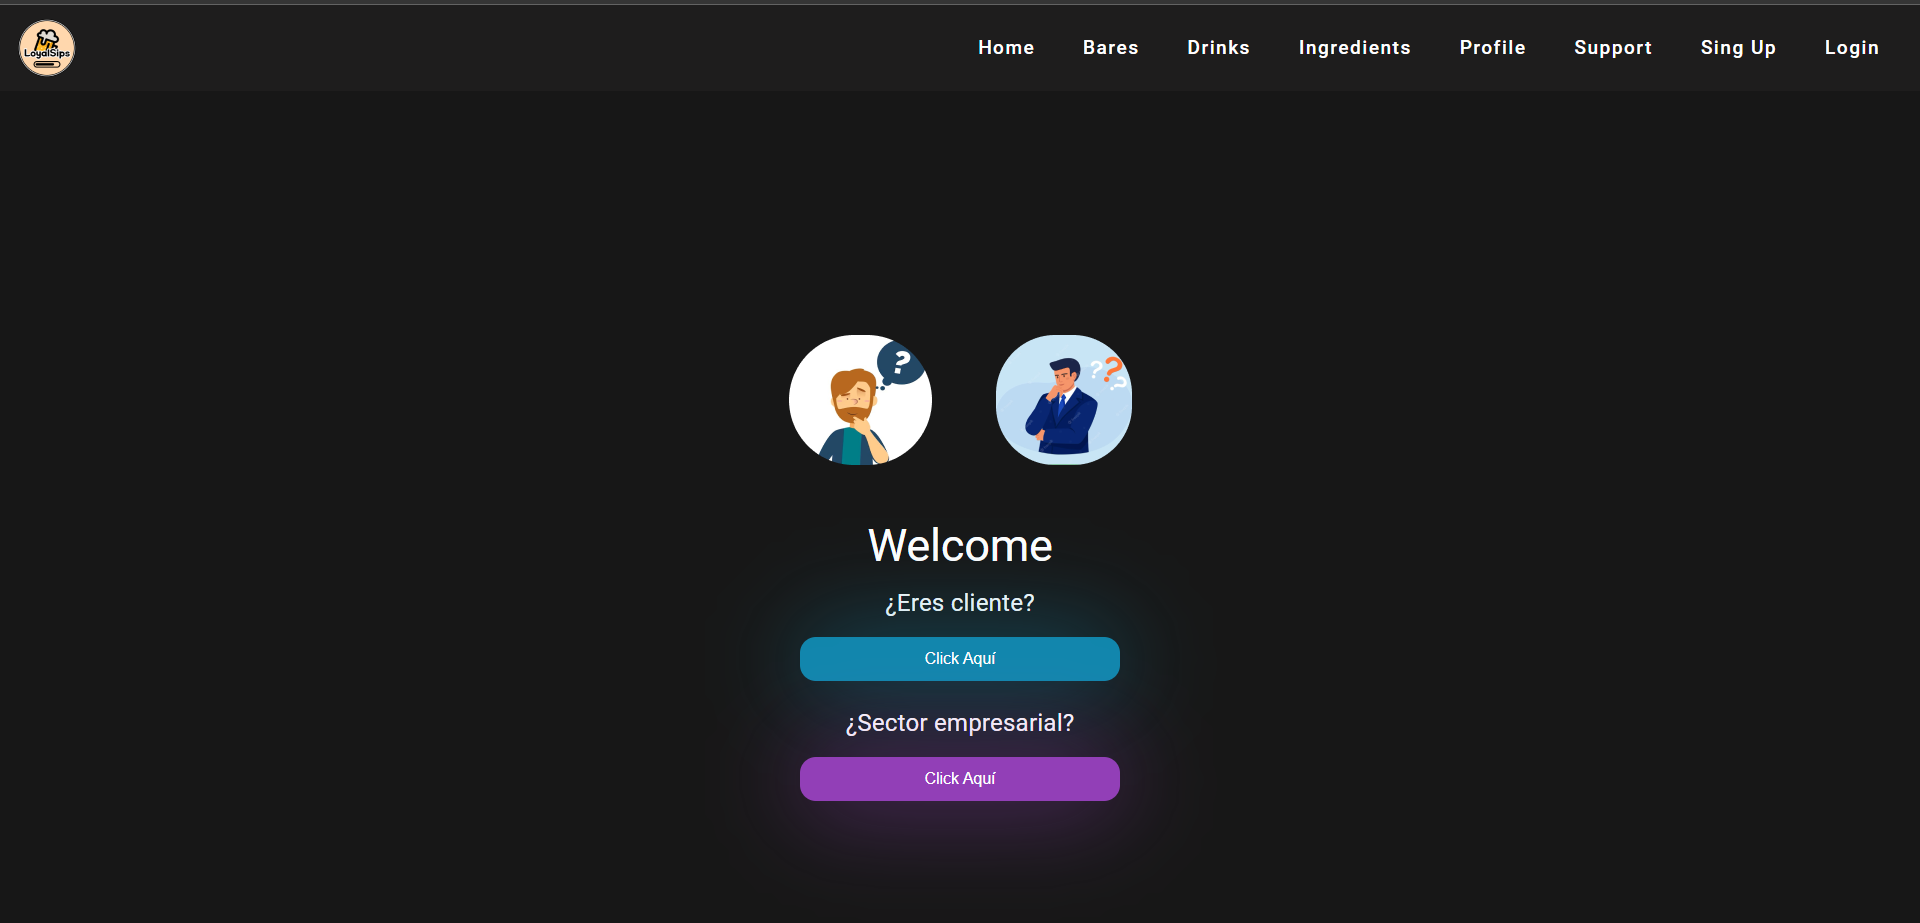 LoyalSips
Home Bares Drinks Ingredients Profile Support Sing Up Login
?
? ? ?
Welcome
¿Eres cliente?
Click Aquí
¿Sector empresarial?
Click Aquí